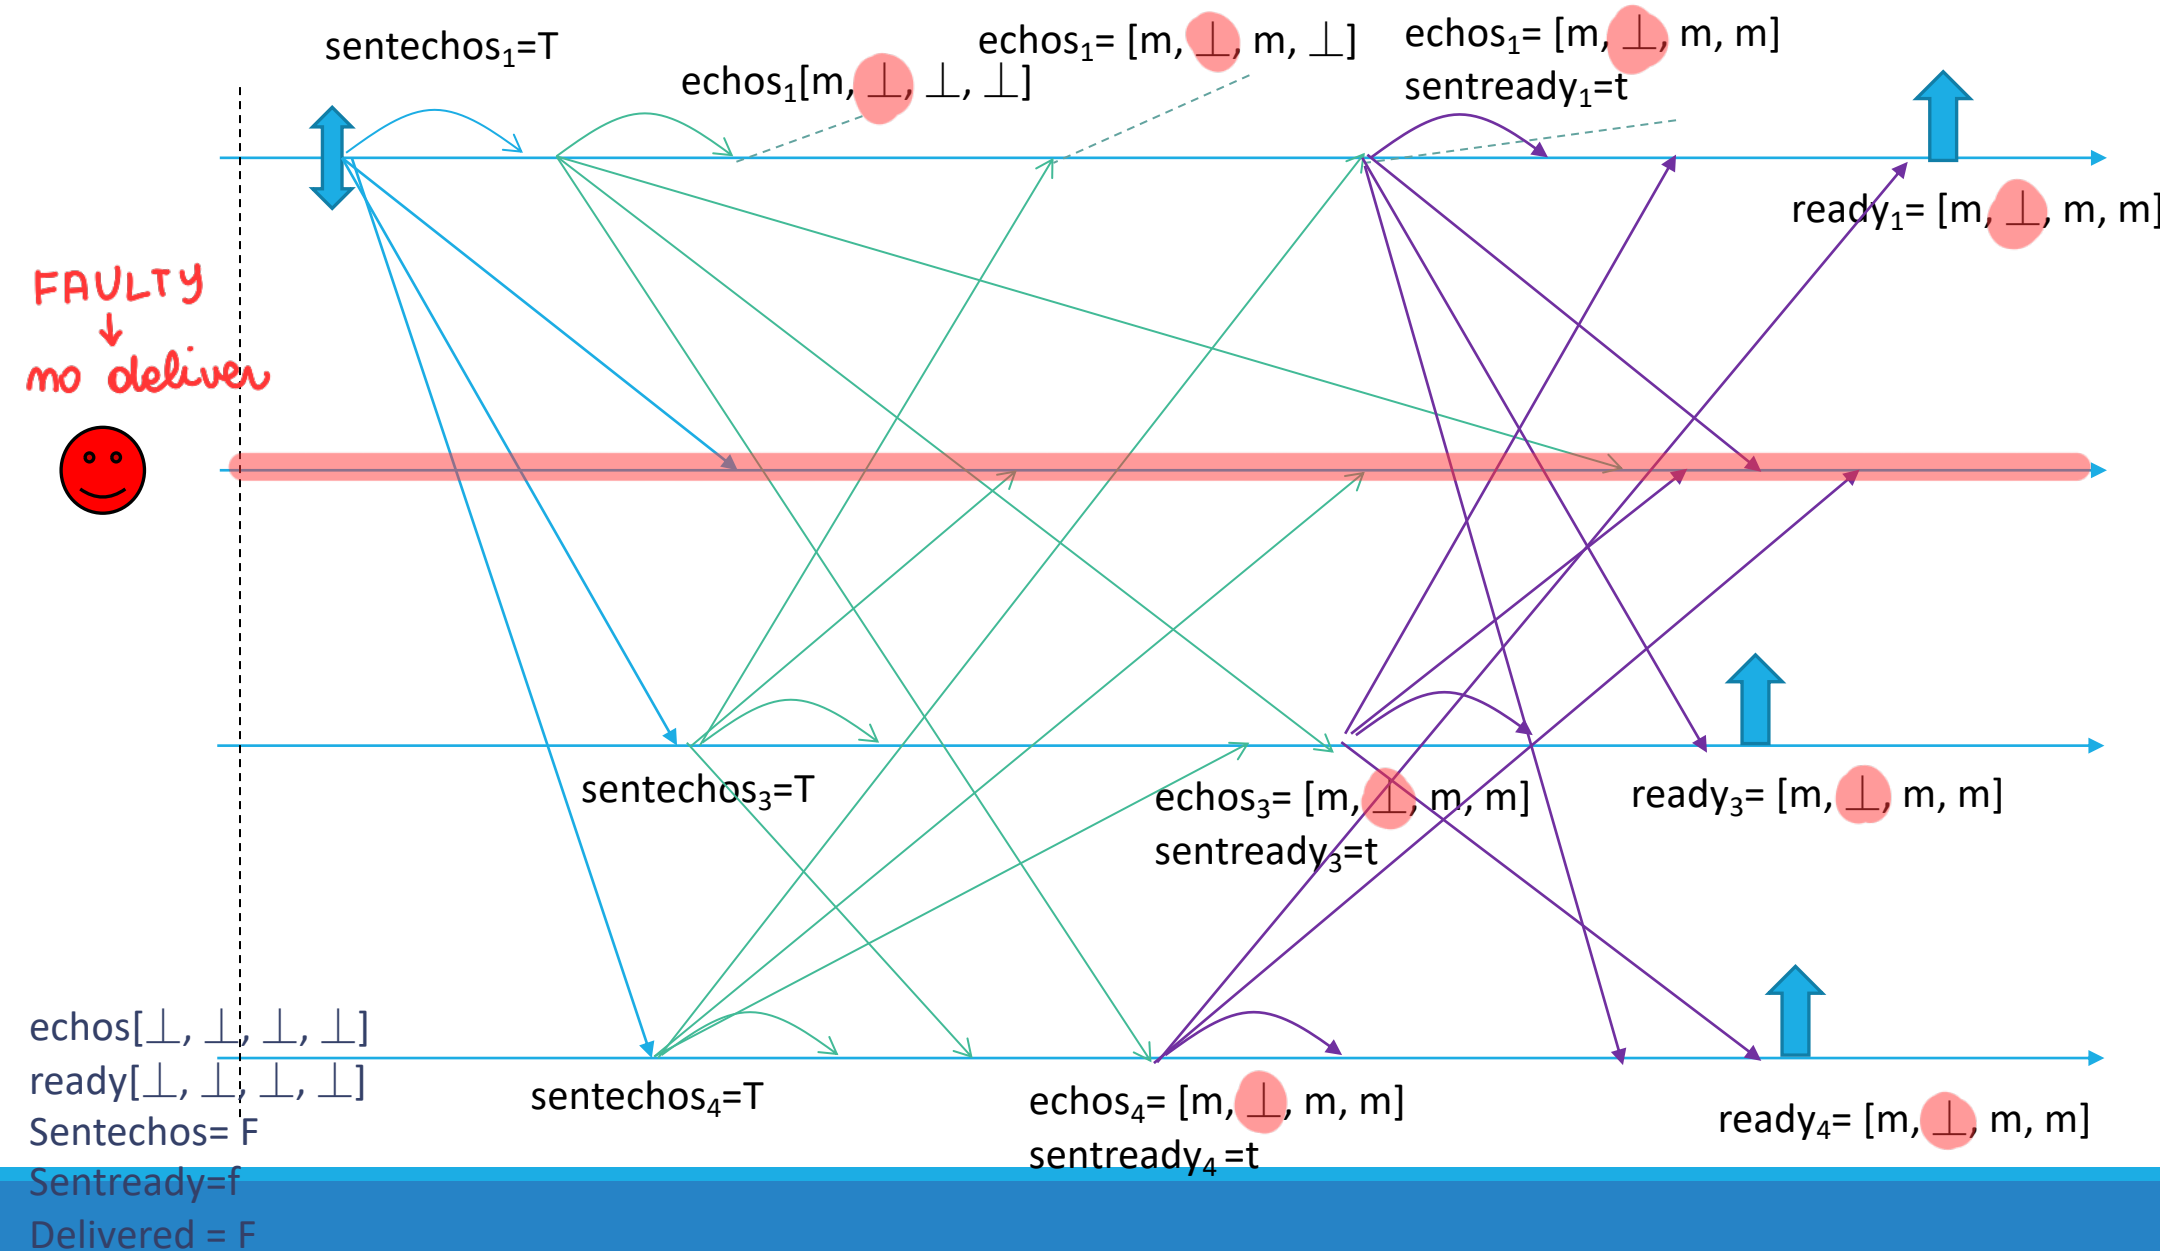 sentechos₁=T
echos₁[m, ⊥, ⊥, ⊥]
echos₁= [m, ⊥, m, ⊥]
echos₁= [m, ⊥, m, m]
sentready₁=t
ready₁= [m, ⊥, m, m]
FAULTY
↓
no deliver
sentechos₃=T
echos₃= [m, ⊥, m, m]
sentready₃=t
ready₃= [m, ⊥, m, m]
echos[⊥, ⊥, ⊥, ⊥]
ready[⊥, ⊥, ⊥, ⊥]
Sentechos= F
Sentready=f
Delivered = F
sentechos₄=T
echos₄= [m, ⊥, m, m]
sentready₄ =t
ready₄= [m, ⊥, m, m]